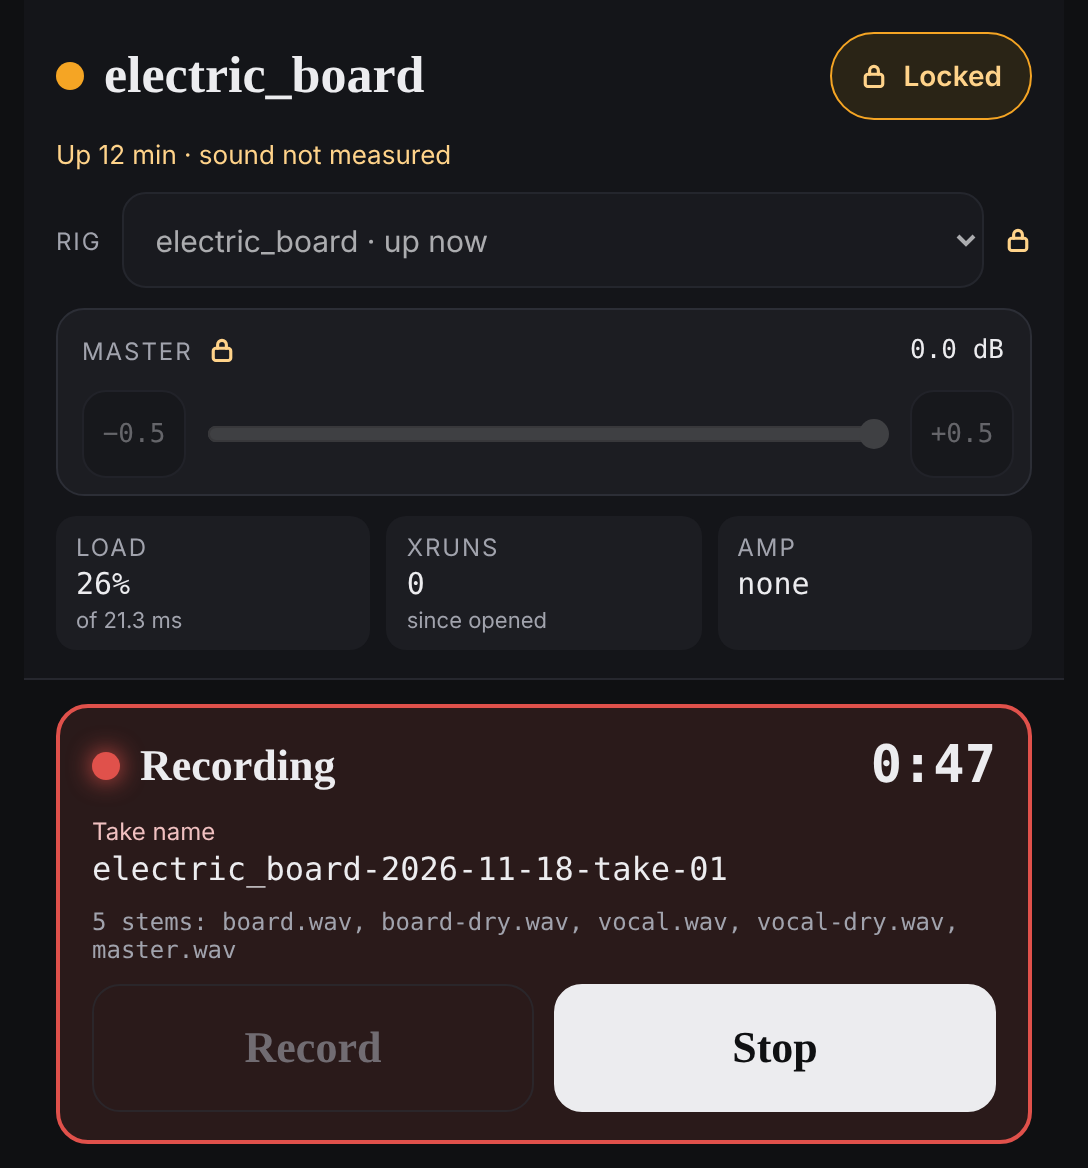 electric_board
Locked
Up 12 min · sound not measured
RIG
electric_board · up now
MASTER
0.0 dB
−0.5
+0.5
LOAD
26%
of 21.3 ms
XRUNS
0
since opened
AMP
none
Recording
0:47
Take name
electric_board-2026-11-18-take-01
5 stems: board.wav, board-dry.wav, vocal.wav, vocal-dry.wav,
master.wav
Record
Stop